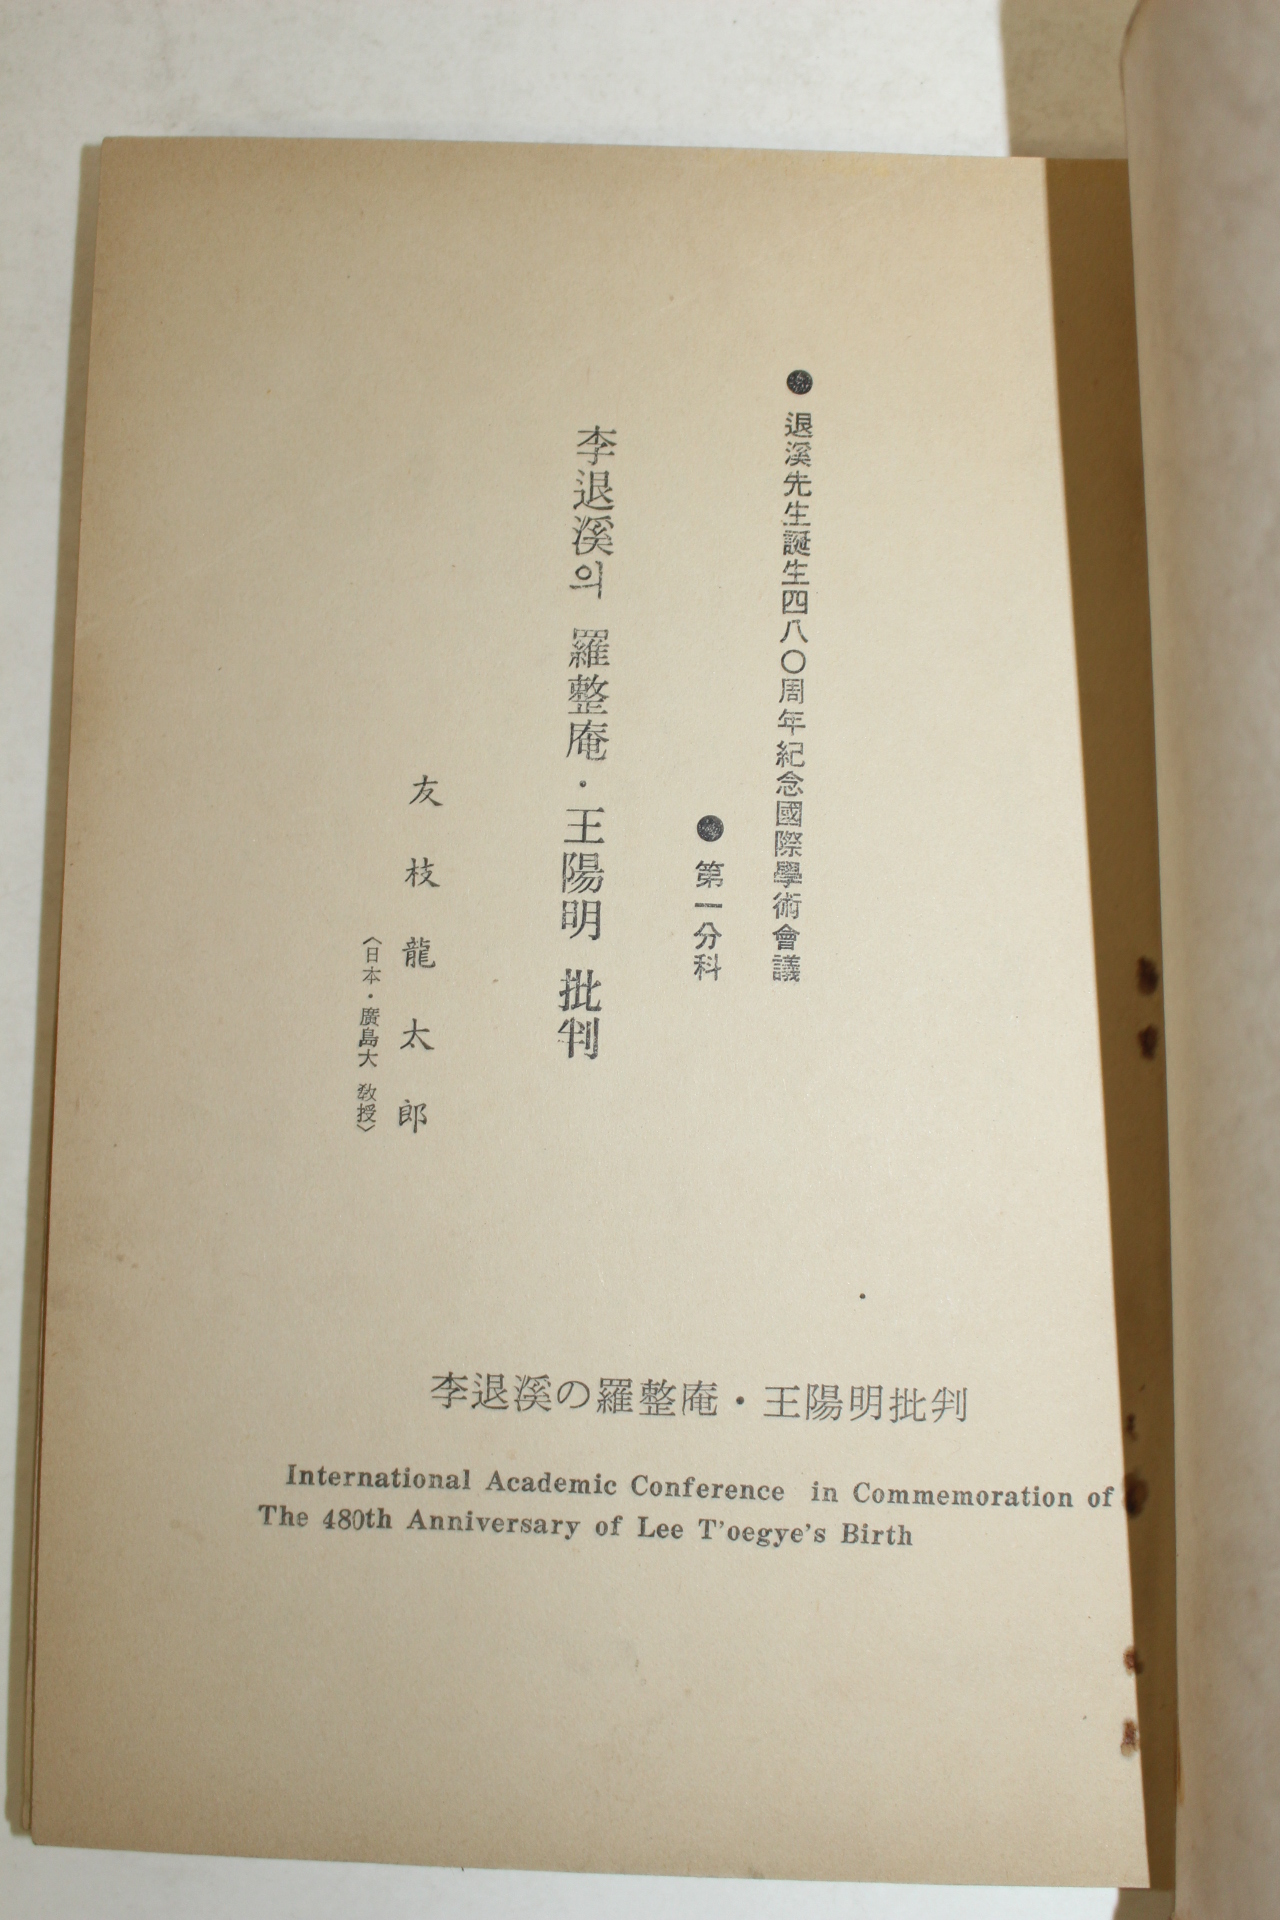 ● 退溪先生誕生四八〇周年紀念國際學術會議
● 第一分科
李退溪의 羅整庵・王陽明 批判
友枝龍太郎
〈日本・廣島大 敎授〉
李退溪の羅整庵・王陽明批判
International Academic Conference in Commemoration of
The 480th Anniversary of Lee T'oegye's Birth